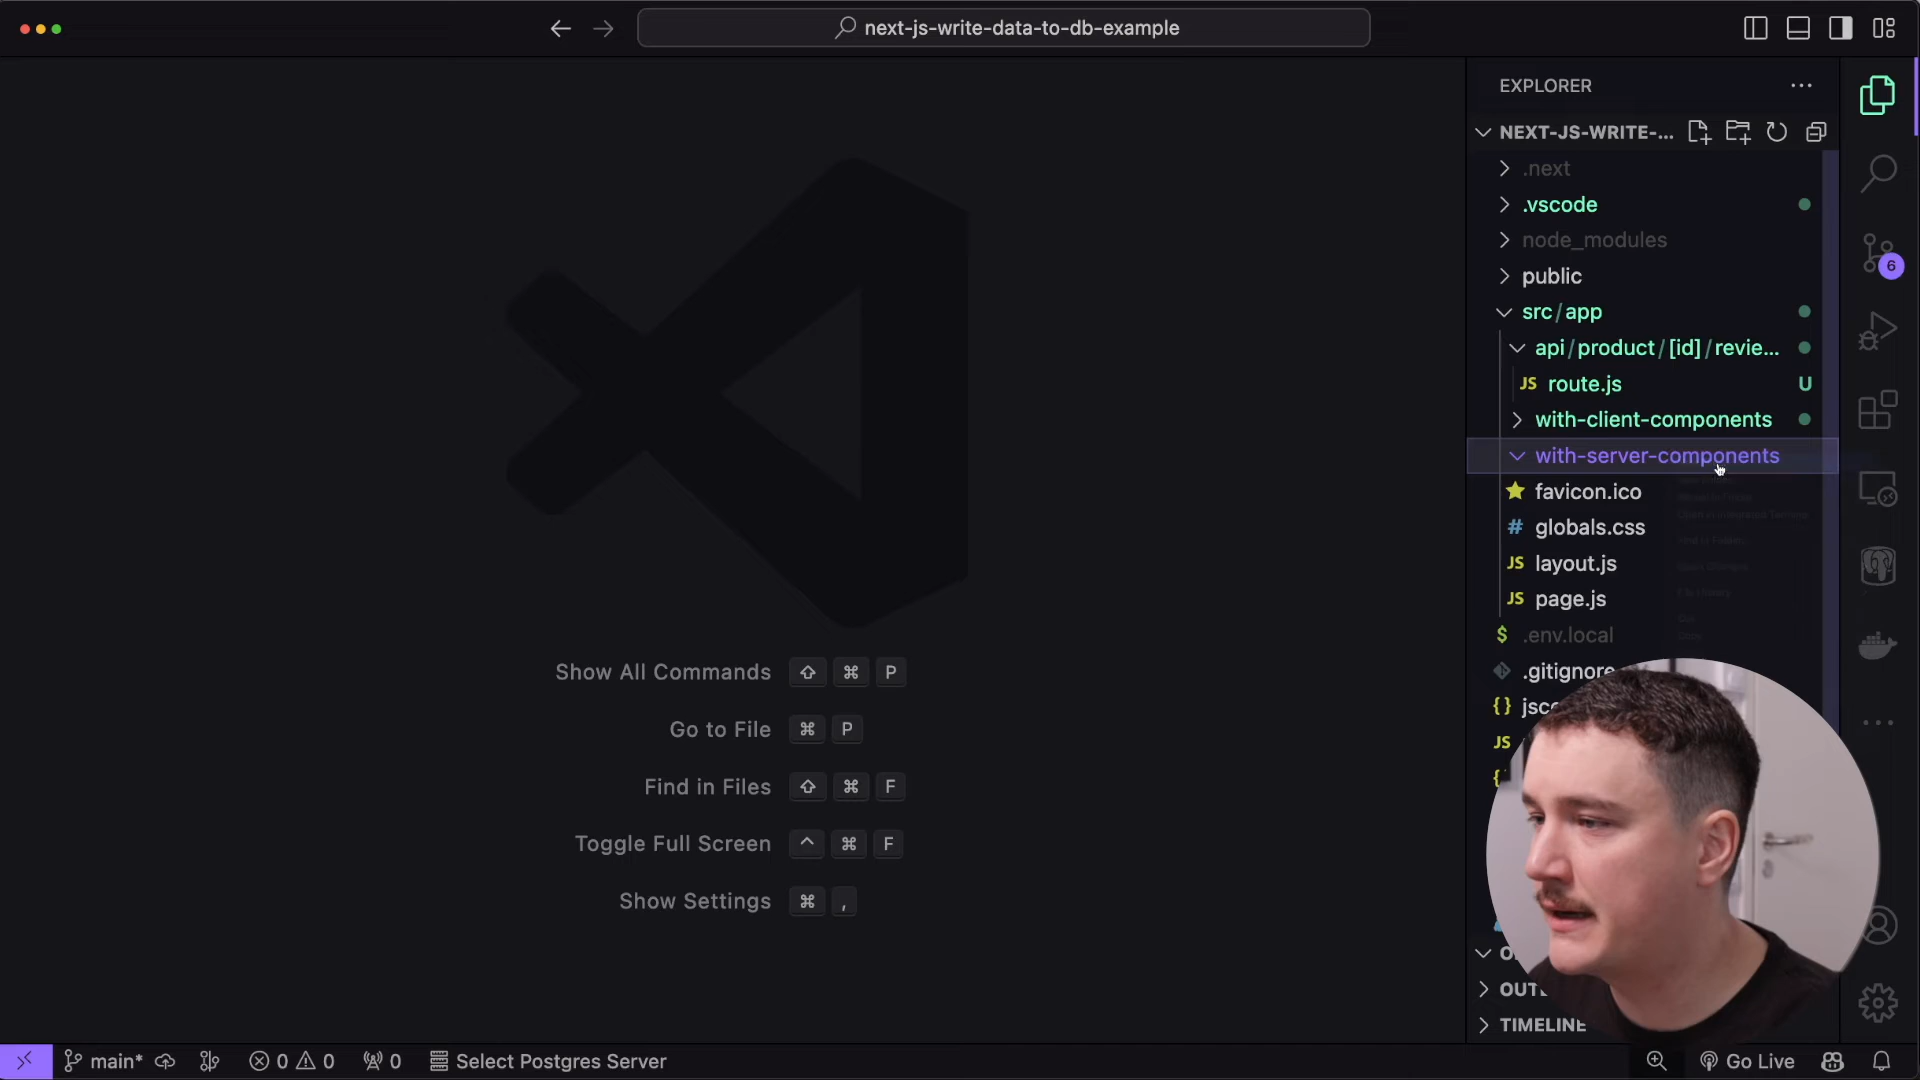 next-js-write-data-to-db-example
EXPLORER
NEXT-JS-WRITE-...
.next
.vscode
node_modules
public
src/app
api/product/[id]/revie...
JS route.js U
with-client-components
with-server-components
favicon.ico
# globals.css
JS layout.js
JS page.js
$ .env.local
.gitignore
{} jsco
JS
{}
Show All Commands ⇧ ⌘ P
Go to File ⌘ P
Find in Files ⇧ ⌘ F
Toggle Full Screen ^ ⌘ F
Show Settings ⌘ ,
6
OUTL
TIMELINE
main* 0 0 0 Select Postgres Server
Go Live